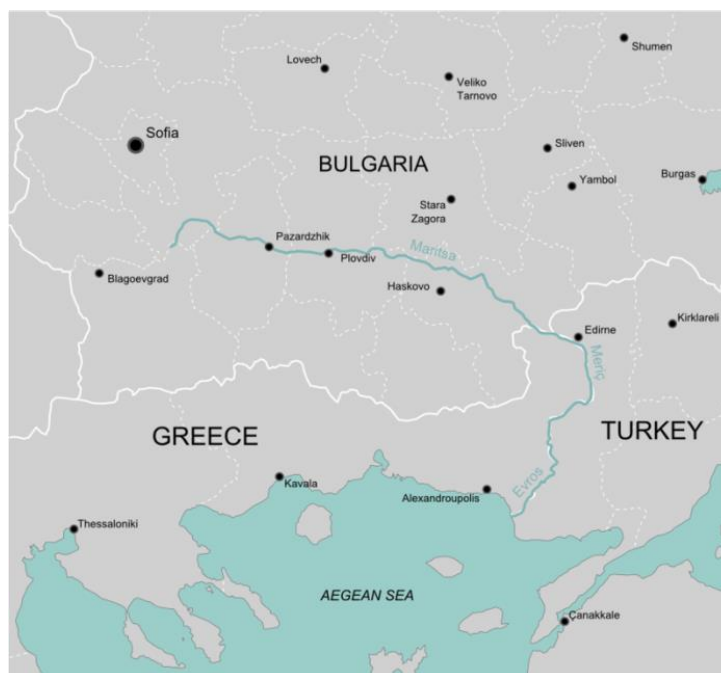 Shumen
Lovech
Veliko
Tarnovo
Sofia
Sliven
BULGARIA
Burgas
Yambol
Stara
Zagora
Pazardzhik
Maritsa
Plovdiv
Blagoevgrad
Haskovo
Kirklareli
Edirne
Meriç
GREECE
TURKEY
Kavala
Evros
Alexandroupolis
Thessaloniki
AEGEAN SEA
Çanakkale